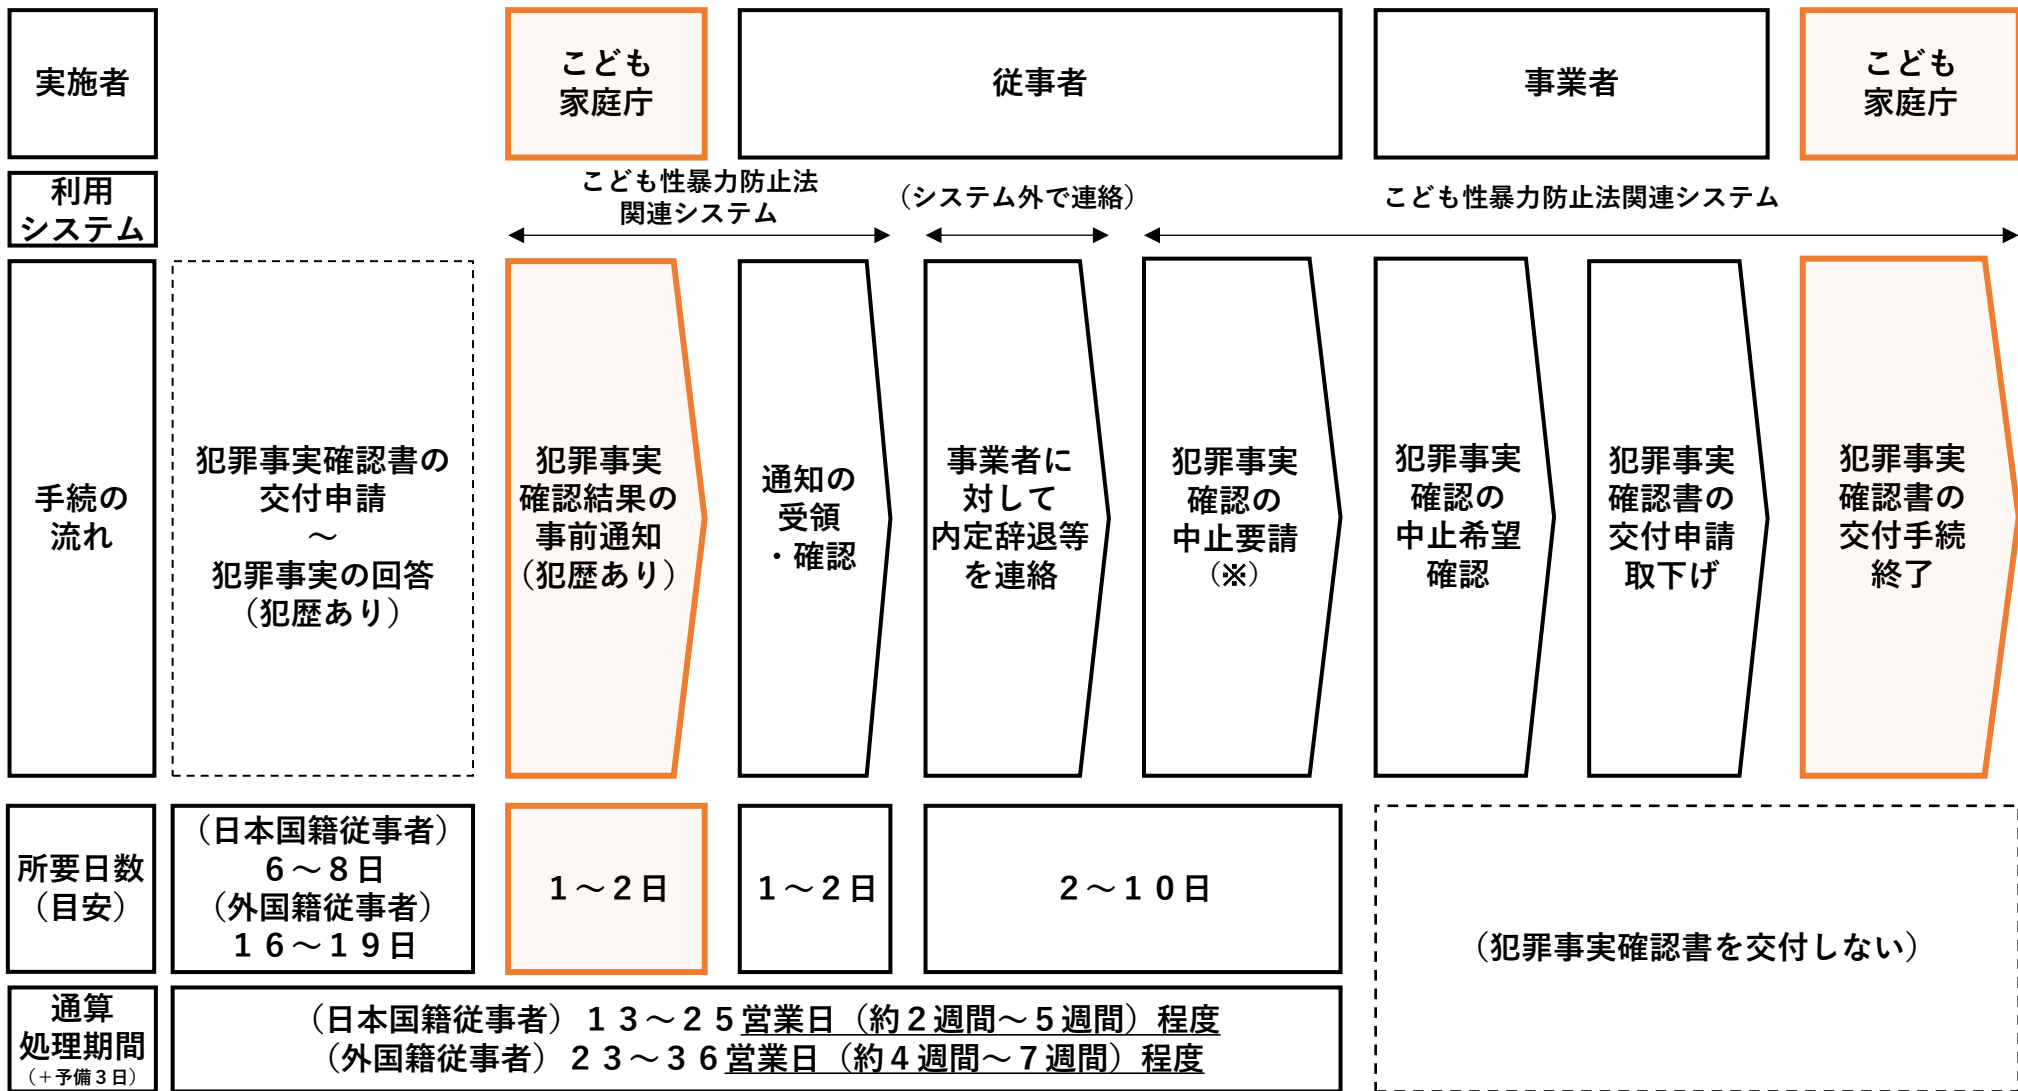 実施者
こども
家庭庁
従事者
事業者
こども
家庭庁
利用
システム
こども性暴力防止法
関連システム
（システム外で連絡）
こども性暴力防止法関連システム
手続の
流れ
犯罪事実確認書の
交付申請
～
犯罪事実の回答
（犯歴あり）
犯罪事実
確認結果の
事前通知
（犯歴あり）
通知の
受領
・確認
事業者に
対して
内定辞退等
を連絡
犯罪事実
確認の
中止要請
（※）
犯罪事実
確認の
中止希望
確認
犯罪事実
確認書の
交付申請
取下げ
犯罪事実
確認書の
交付手続
終了
所要日数
（目安）
（日本国籍従事者）
６～８日
（外国籍従事者）
１６～１９日
１～２日
１～２日
２～１０日
（犯罪事実確認書を交付しない）
通算
処理期間
（＋予備３日）
（日本国籍従事者）１３～２５営業日（約２週間～５週間）程度
（外国籍従事者）２３～３６営業日（約４週間～７週間）程度